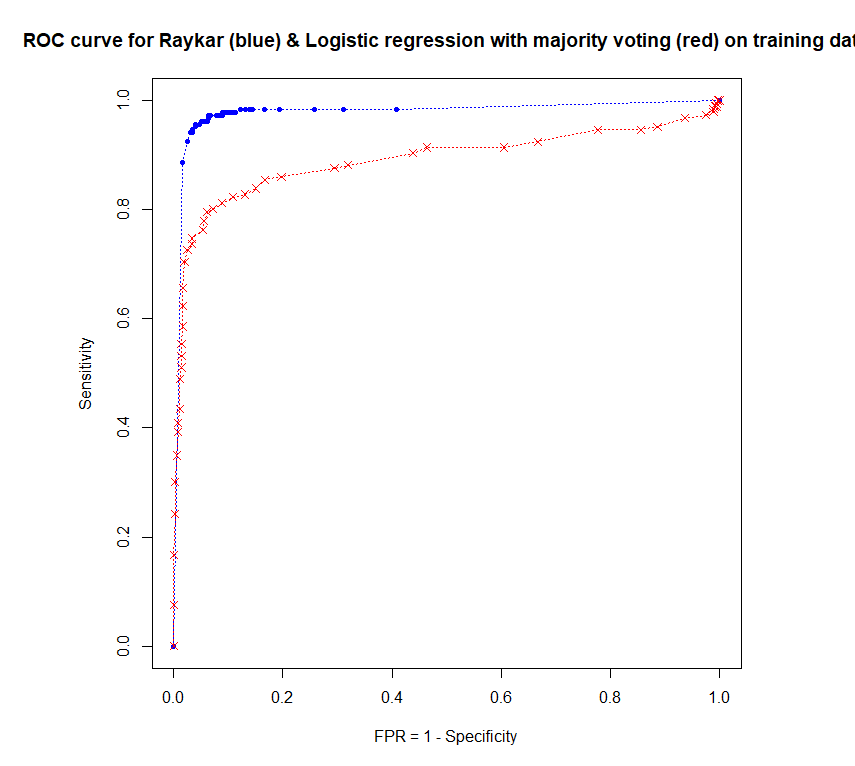 ROC curve for Raykar (blue) & Logistic regression with majority voting (red) on training dat
1.0
0.8
0.6
0.4
0.2
0.0
Sensitivity
0.0 0.2 0.4 0.6 0.8 1.0
FPR = 1 - Specificity